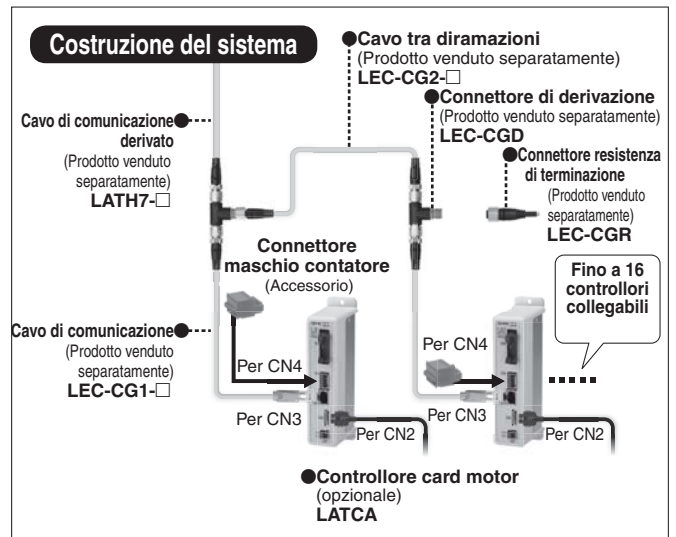 Costruzione del sistema
●Cavo tra diramazioni
(Prodotto venduto separatamente)
LEC-CG2-□
●Connettore di derivazione
(Prodotto venduto separatamente)
LEC-CGD
●Connettore resistenza
di terminazione
(Prodotto venduto
separatamente)
LEC-CGR
Cavo di comunicazione●
derivato
(Prodotto venduto
separatamente)
LATH7-□
Connettore
maschio contatore
(Accessorio)
Fino a 16
controllori
collegabili
Cavo di comunicazione●
(Prodotto venduto
separatamente)
LEC-CG1-□
Per CN4
Per CN3
Per CN2
Per CN4
Per CN3
Per CN2
●Controllore card motor
(opzionale)
LATCA